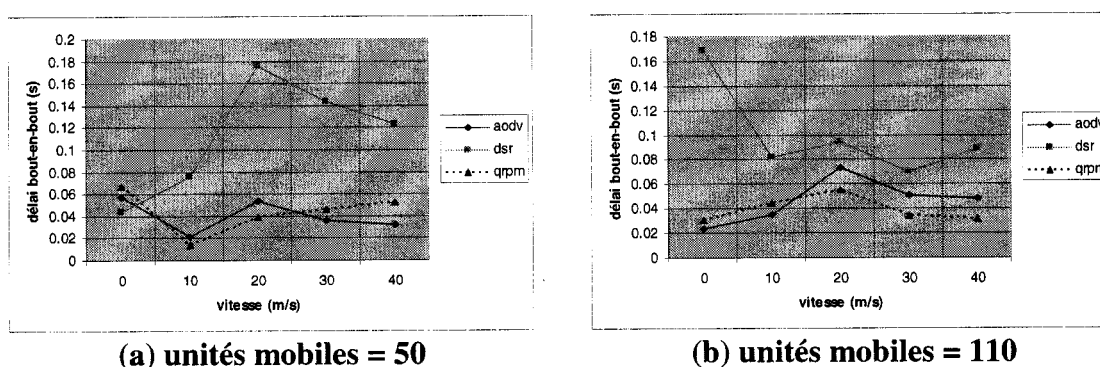 0.2
0.18
0.16
0.14
0.12
0.1
0.08
0.06
0.04
0.02
0
délai bout-en-bout (s)
0 10 20 30 40
vitesse (m/s)
aodv
dsr
qrpm
(a) unités mobiles = 50
0.18
0.16
0.14
0.12
0.1
0.08
0.06
0.04
0.02
0
délai bout-en-bout (s)
0 10 20 30 40
vitesse (m/s)
aodv
dsr
qrpm
(b) unités mobiles = 110